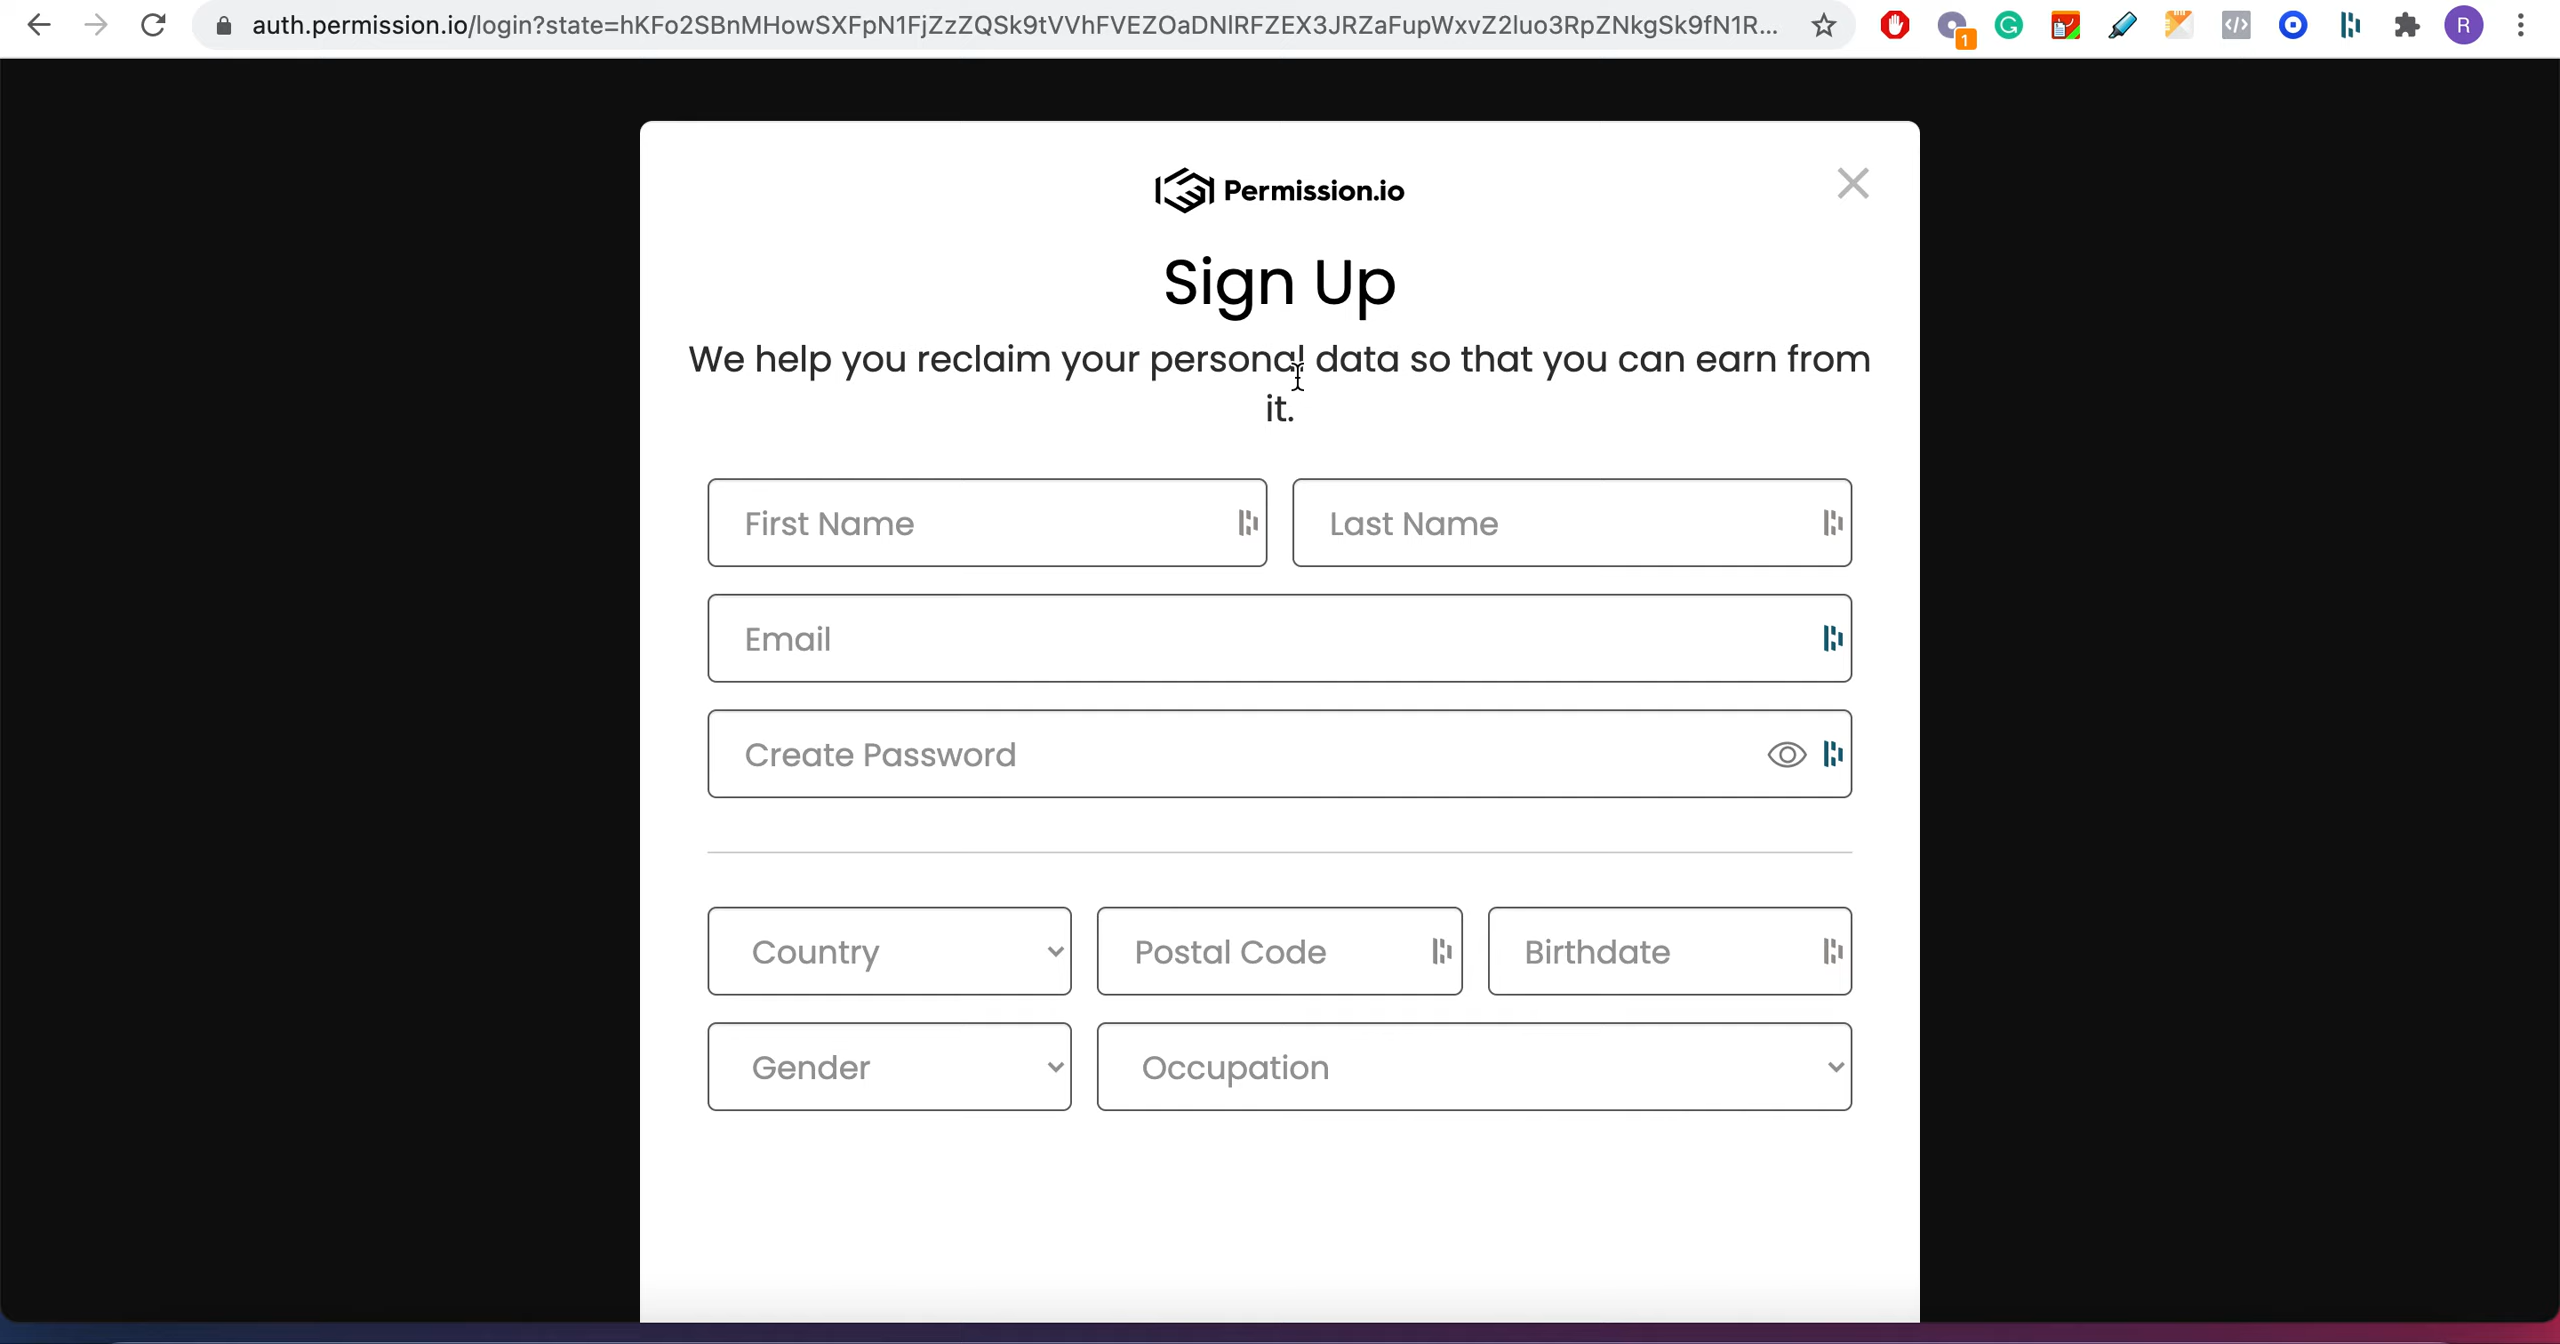 auth.permission.io/login?state=hKFo2SBnMHowSXFpN1FjZzZQSk9tVVhFVEZOaDNlRFZEX3JRZaFupWxvZ2luo3RpZNkgSk9fN1R...
1
R
Permission.io
Sign Up
We help you reclaim your personal data so that you can earn from
it.
First Name
Last Name
Email
Create Password
Country
Postal Code
Birthdate
Gender
Occupation